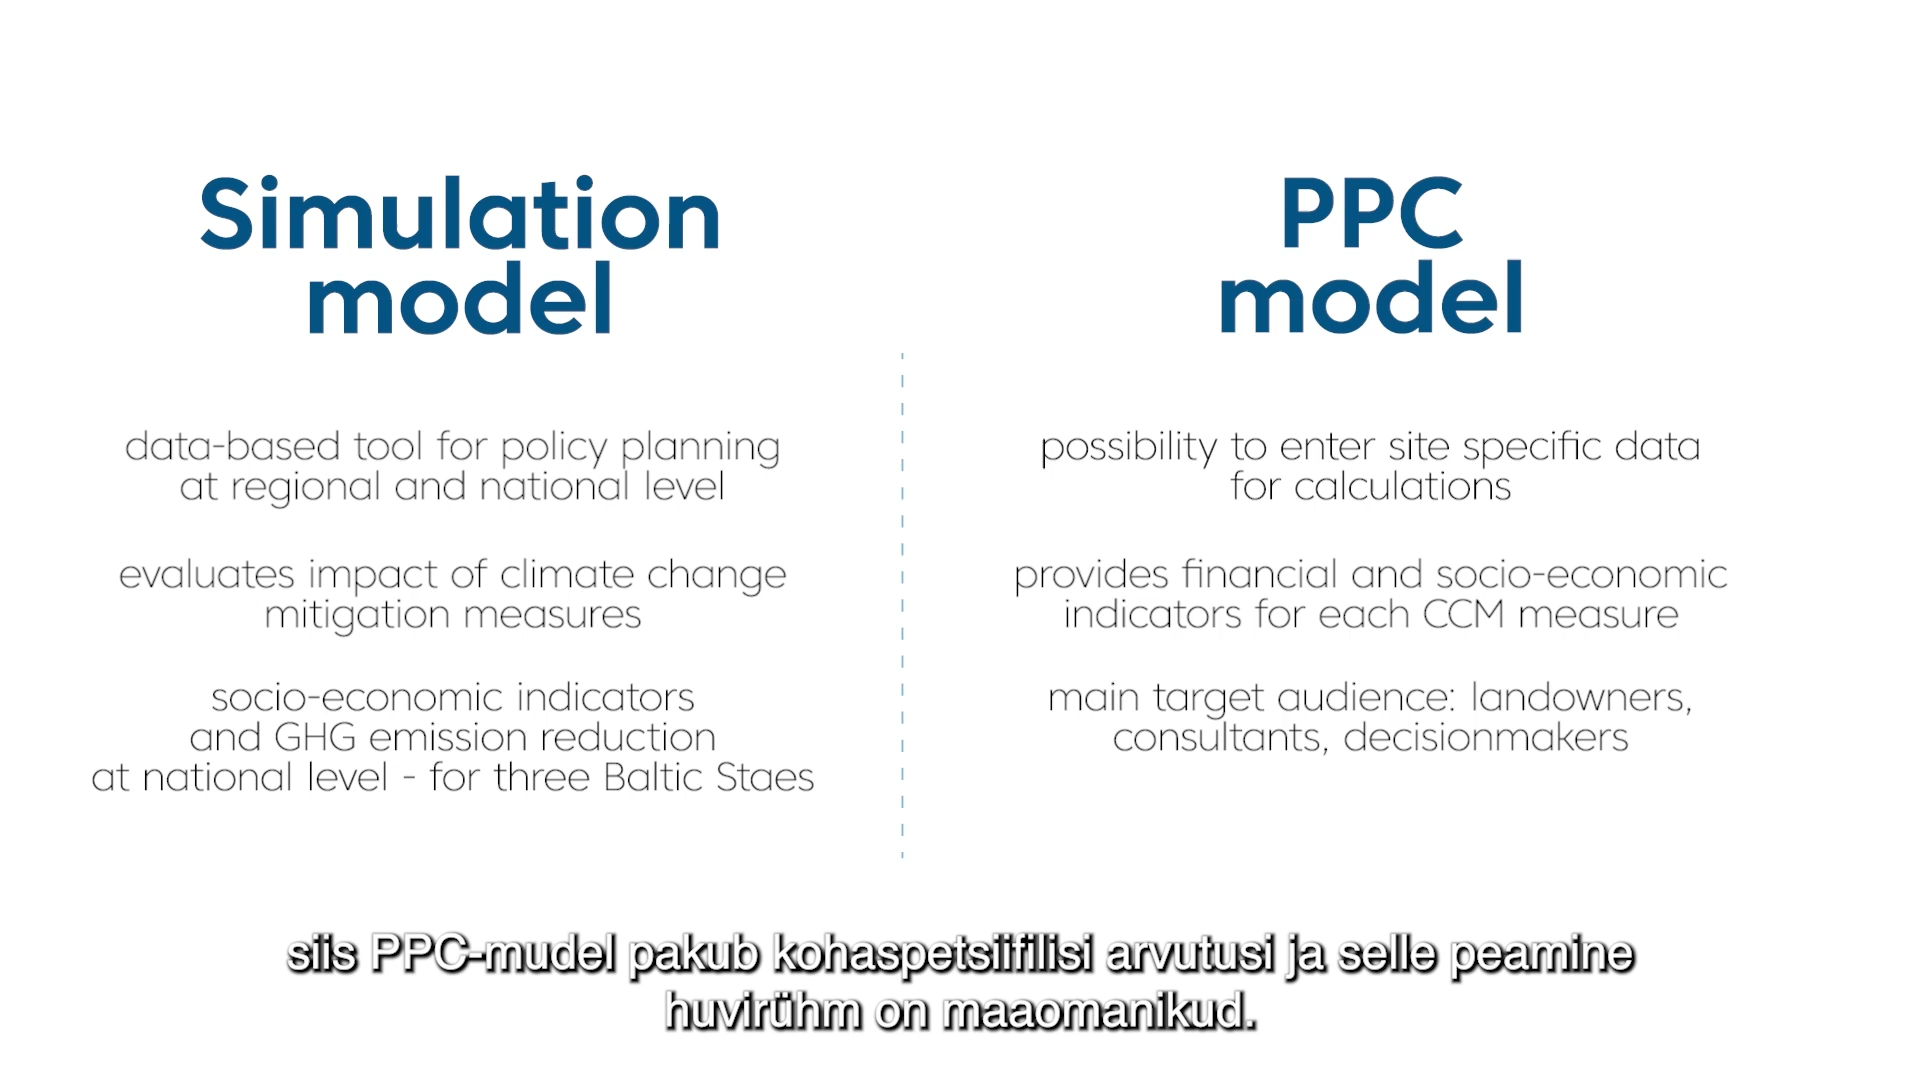 Simulation
model
data-based tool for policy planning
at regional and national level
evaluates impact of climate change
mitigation measures
socio-economic indicators
and GHG emission reduction
at national level - for three Baltic Staes
PPC
model
possibility to enter site specific data
for calculations
provides financial and socio-economic
indicators for each CCM measure
main target audience: landowners,
consultants, decisionmakers
siis PPC-mudel pakub kohaspetsiifilisi arvutusi ja selle peamine
huvirühm on maaomanikud.